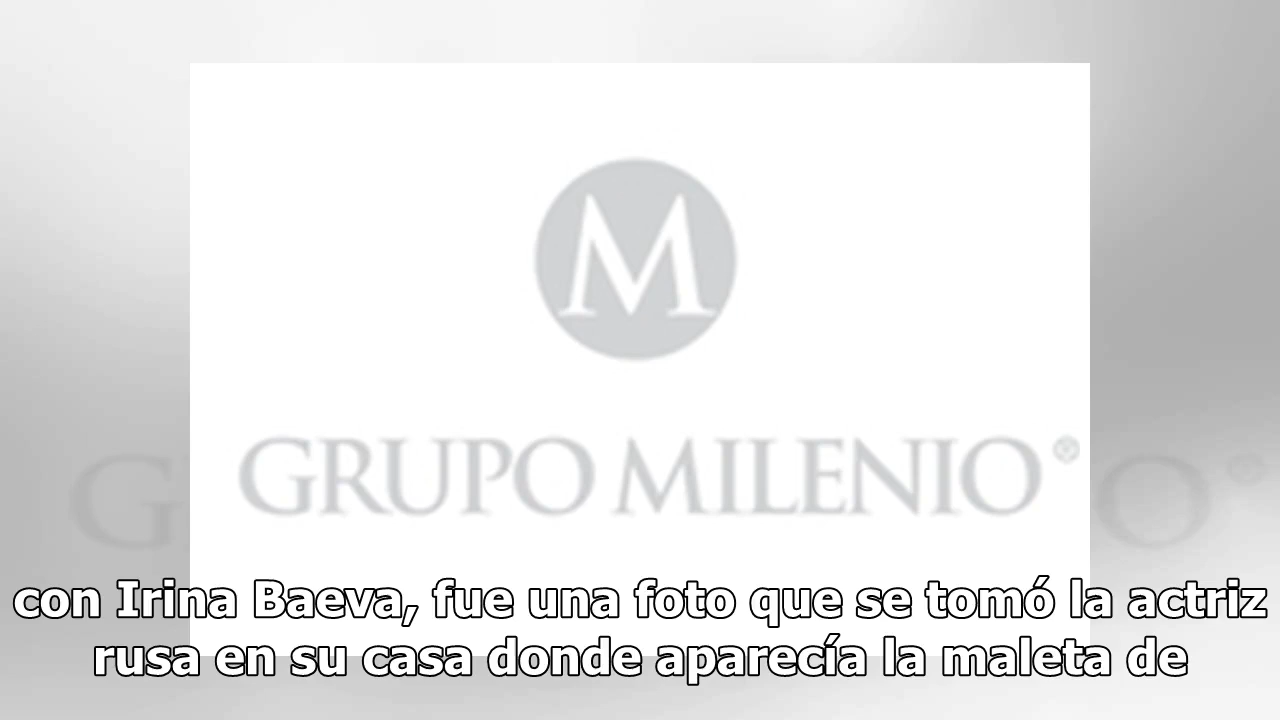 M
GRUPO MILENIO®
G O ®
con Irina Baeva, fue una foto que se tomó la actriz
rusa en su casa donde aparecía la maleta de